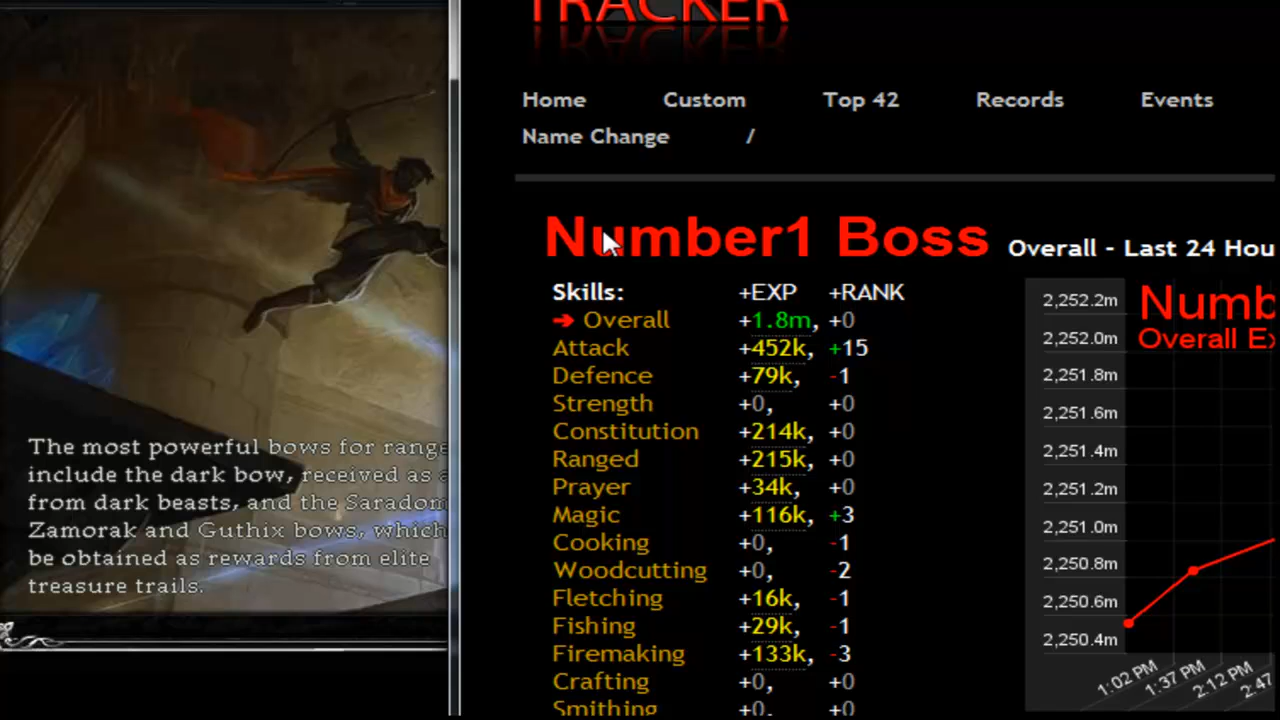 TRACKER
Home Custom Top 42 Records Events
Name Change /
Number1 Boss Overall - Last 24 Hou
Skills: +EXP +RANK
➔ Overall +1.8m, +0
Attack +452k, +15
Defence +79k, -1
Strength +0, +0
Constitution +214k, +0
Ranged +215k, +0
Prayer +34k, +0
Magic +116k, +3
Cooking +0, -1
Woodcutting +0, -2
Fletching +16k, -1
Fishing +29k, -1
Firemaking +133k, -3
Crafting +0, +0
Smithing +0, +0
Numb
Overall Ex
2,252.2m
2,252.0m
2,251.8m
2,251.6m
2,251.4m
2,251.2m
2,251.0m
2,250.8m
2,250.6m
2,250.4m
1:02 PM 1:37 PM 2:12 PM 2:47
The most powerful bows for range
include the dark bow, received as a
from dark beasts, and the Saradom
Zamorak and Guthix bows, which
be obtained as rewards from elite
treasure trails.